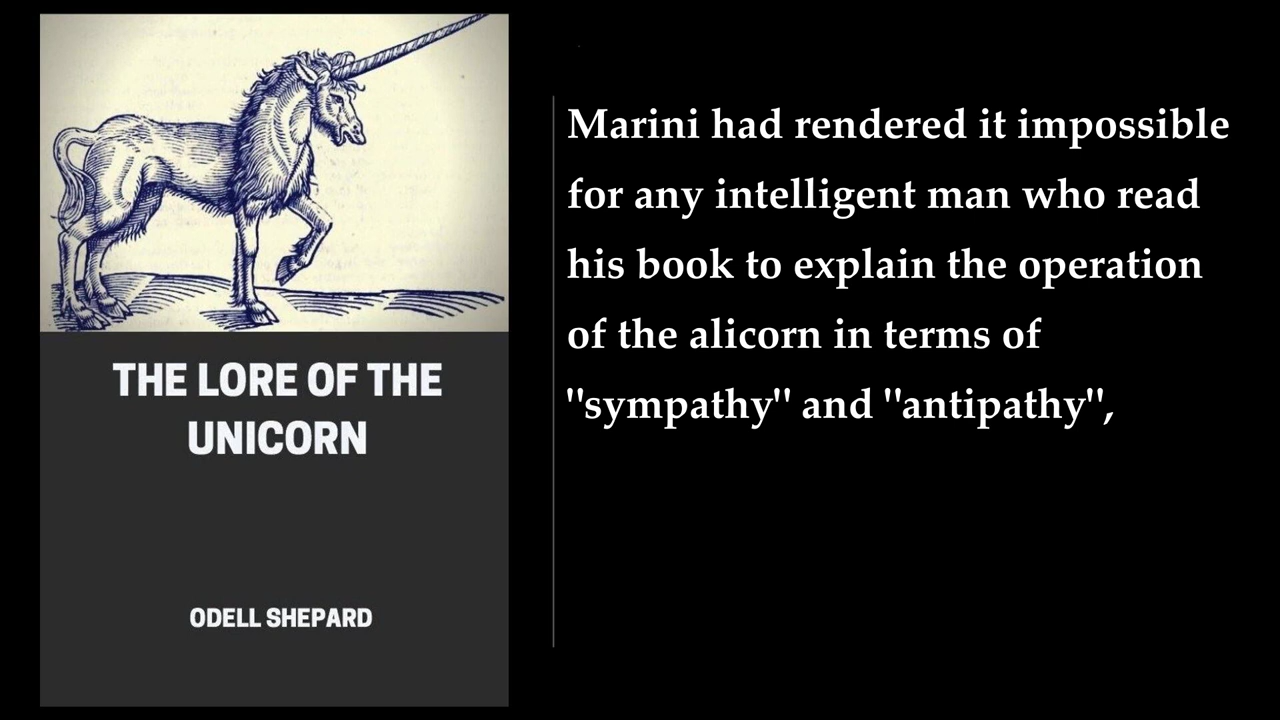 THE LORE OF THE
UNICORN
ODELL SHEPARD
Marini had rendered it impossible
for any intelligent man who read
his book to explain the operation
of the alicorn in terms of
"sympathy" and "antipathy",